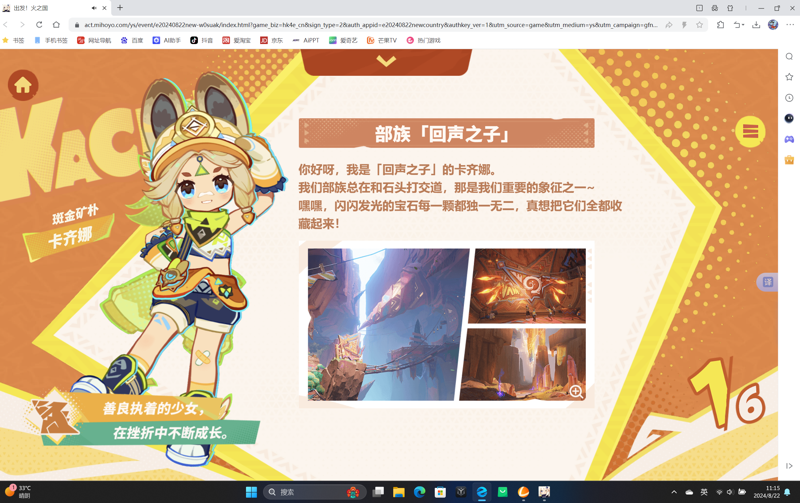 出发！火之国
act.mihoyo.com/ys/event/e20240822new-w0vuak/index.html?game_biz=hk4e_cn&sign_type=2&auth_appid=e20240822newcountry&authkey_ver=1&utm_source=game&utm_medium=ys&utm_campaign=gfn...
书签 手机书签 网址导航 百度 AI助手 抖音 爱淘宝 京东 AiPPT 爱奇艺 芒果TV 热门游戏
KACH
部族「回声之子」
你好呀，我是「回声之子」的卡齐娜。
我们部族总在和石头打交道，那是我们重要的象征之一~
嘿嘿，闪闪发光的宝石每一颗都独一无二，真想把它们全都收
藏起来！
斑金矿朴
卡齐娜
善良执着的少女，
在挫折中不断成长。
1/6
33°C
晴朗
搜索
英
11:15
2024/8/22